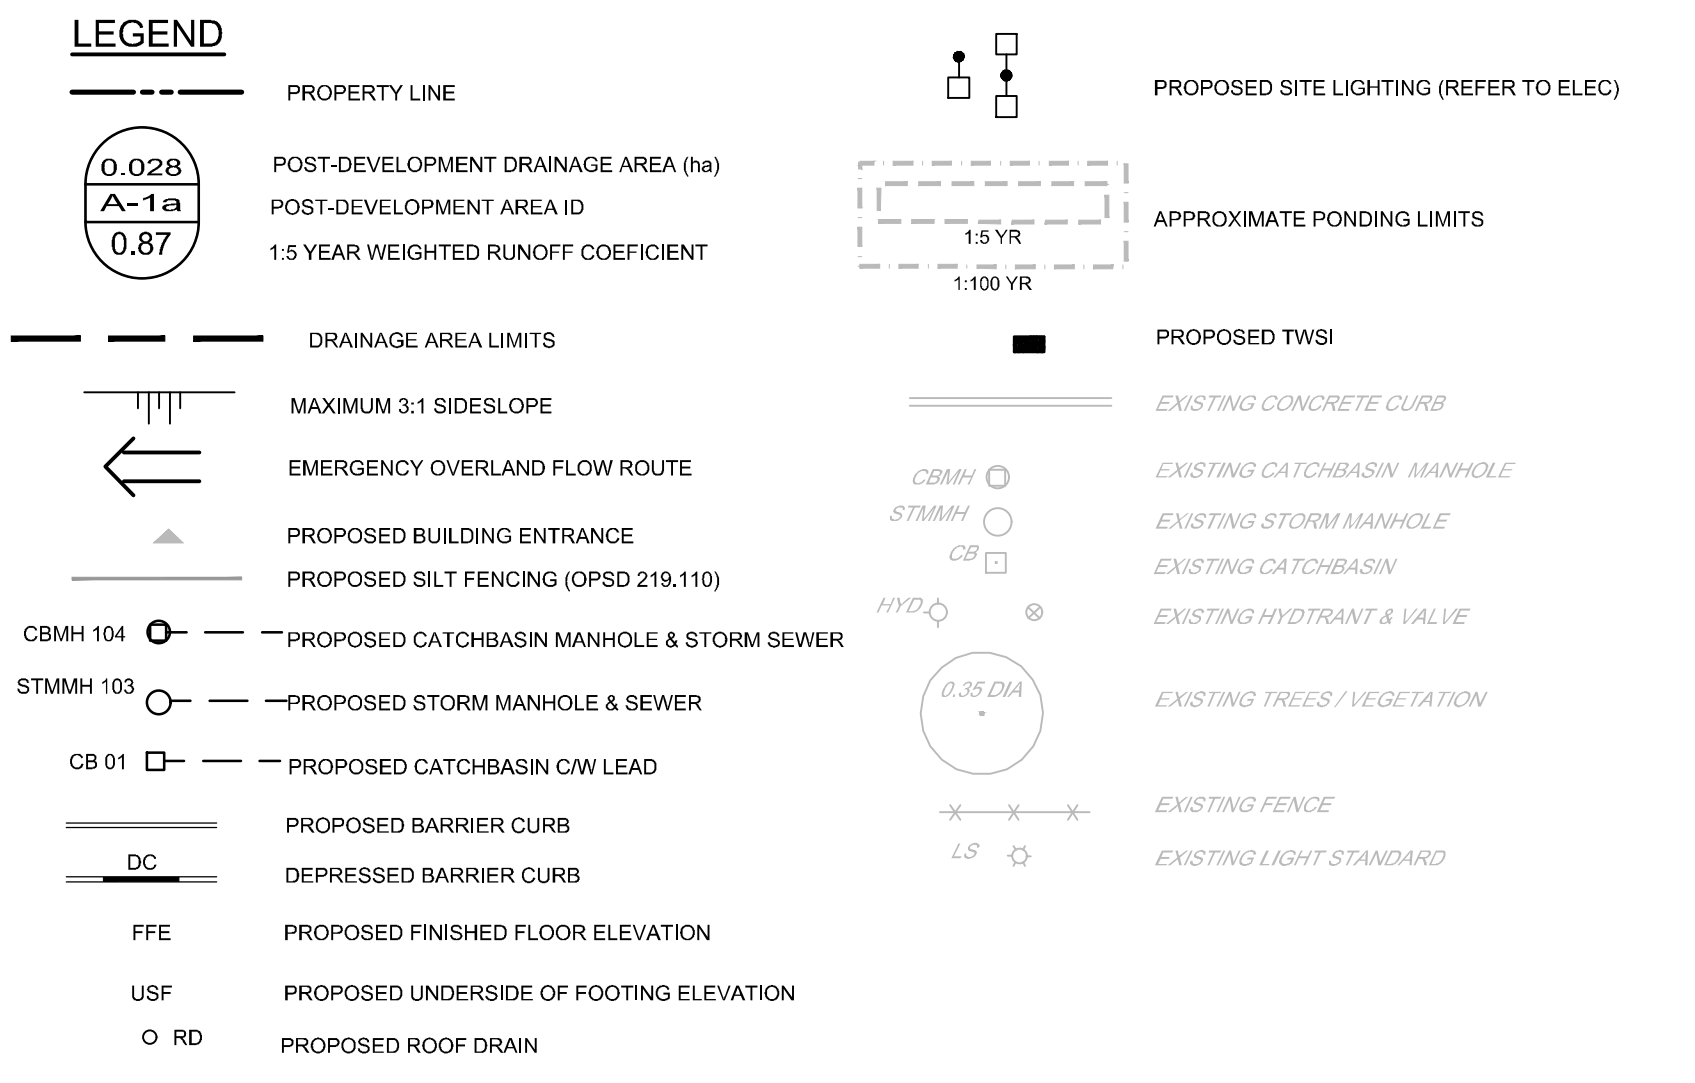 LEGEND
PROPERTY LINE
0.028
POST-DEVELOPMENT DRAINAGE AREA (ha)
A-1a
POST-DEVELOPMENT AREA ID
0.87
1:5 YEAR WEIGHTED RUNOFF COEFICIENT
DRAINAGE AREA LIMITS
MAXIMUM 3:1 SIDESLOPE
EMERGENCY OVERLAND FLOW ROUTE
PROPOSED BUILDING ENTRANCE
PROPOSED SILT FENCING (OPSD 219.110)
CBMH 104
PROPOSED CATCHBASIN MANHOLE & STORM SEWER
STMMH 103
PROPOSED STORM MANHOLE & SEWER
CB 01
PROPOSED CATCHBASIN C/W LEAD
PROPOSED BARRIER CURB
DC
DEPRESSED BARRIER CURB
FFE
PROPOSED FINISHED FLOOR ELEVATION
USF
PROPOSED UNDERSIDE OF FOOTING ELEVATION
RD
PROPOSED ROOF DRAIN
PROPOSED SITE LIGHTING (REFER TO ELEC)
1:5 YR
1:100 YR
APPROXIMATE PONDING LIMITS
PROPOSED TWSI
EXISTING CONCRETE CURB
CBMH
EXISTING CATCHBASIN MANHOLE
STMMH
EXISTING STORM MANHOLE
CB
EXISTING CATCHBASIN
HYD
EXISTING HYDTRANT & VALVE
0.35 DIA
EXISTING TREES / VEGETATION
EXISTING FENCE
LS
EXISTING LIGHT STANDARD